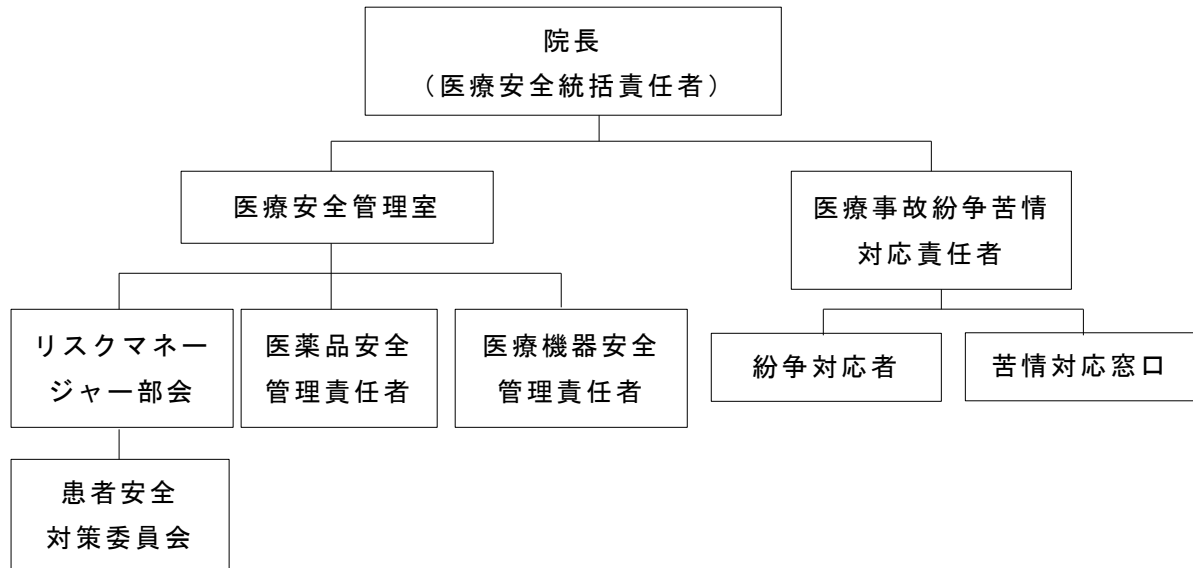 院長
（医療安全統括責任者）
医療安全管理室
医療事故紛争苦情
対応責任者
リスクマネー
ジャー部会
医薬品安全
管理責任者
医療機器安全
管理責任者
紛争対応者
苦情対応窓口
患者安全
対策委員会